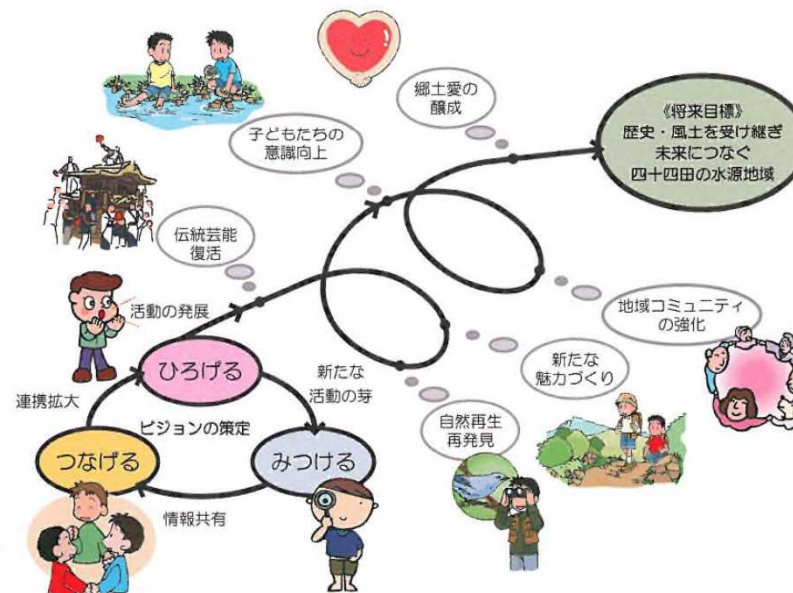 郷土愛の
醸成
《将来目標》
歴史・風土を受け継ぎ
未来につなぐ
四十四田の水源地域
子どもたちの
意識向上
伝統芸能
復活
活動の発展
地域コミュニティ
の強化
ひろげる
新たな
活動の芽
新たな
魅力づくり
連携拡大
ビジョンの策定
自然再生
再発見
つなげる
みつける
情報共有